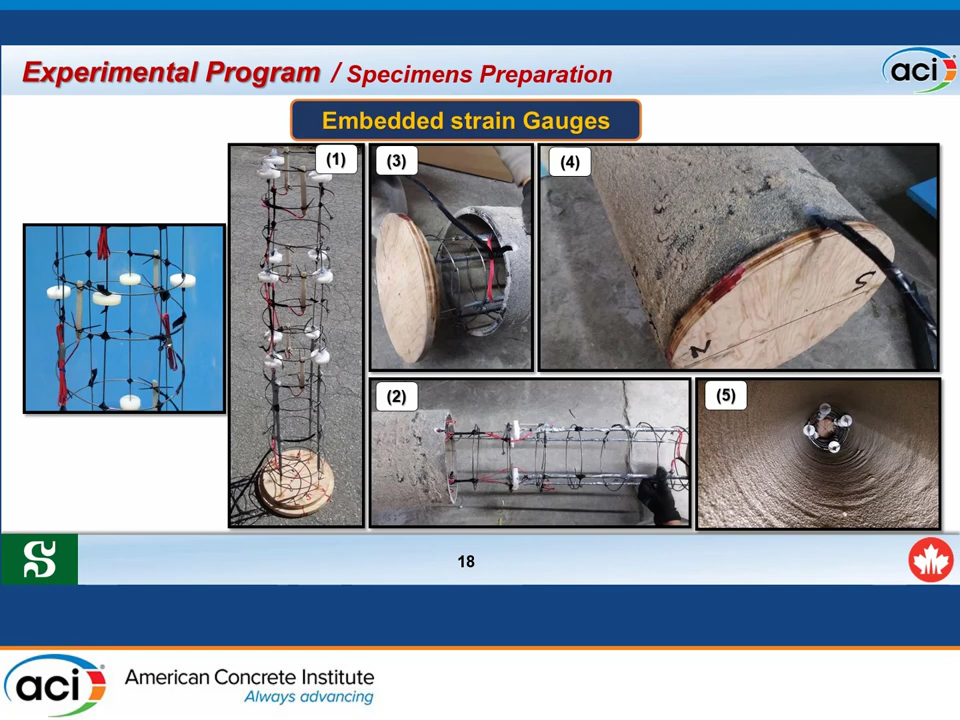 Experimental Program / Specimens Preparation
aci
Embedded strain Gauges
(1)
(3)
(4)
N
S
(2)
(5)
18
aci
American Concrete Institute
Always advancing